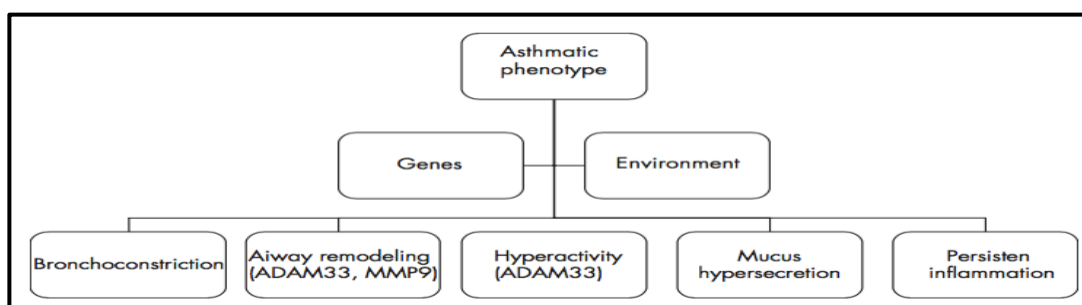 Asthmatic
phenotype
Genes
Environment
Bronchoconstriction
Aiway remodeling
(ADAM33, MMP9)
Hyperactivity
(ADAM33)
Mucus
hypersecretion
Persisten
inflammation